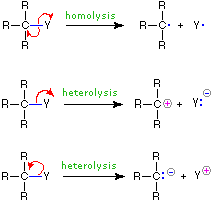 R homolysis R
R—C—Y R—C• + Y•
R R
R heterolysis R ⊖
R—C—Y R—C⊕ + Y:
R R
R heterolysis R
R—C—Y R—C:⊖ + Y⊕
R R